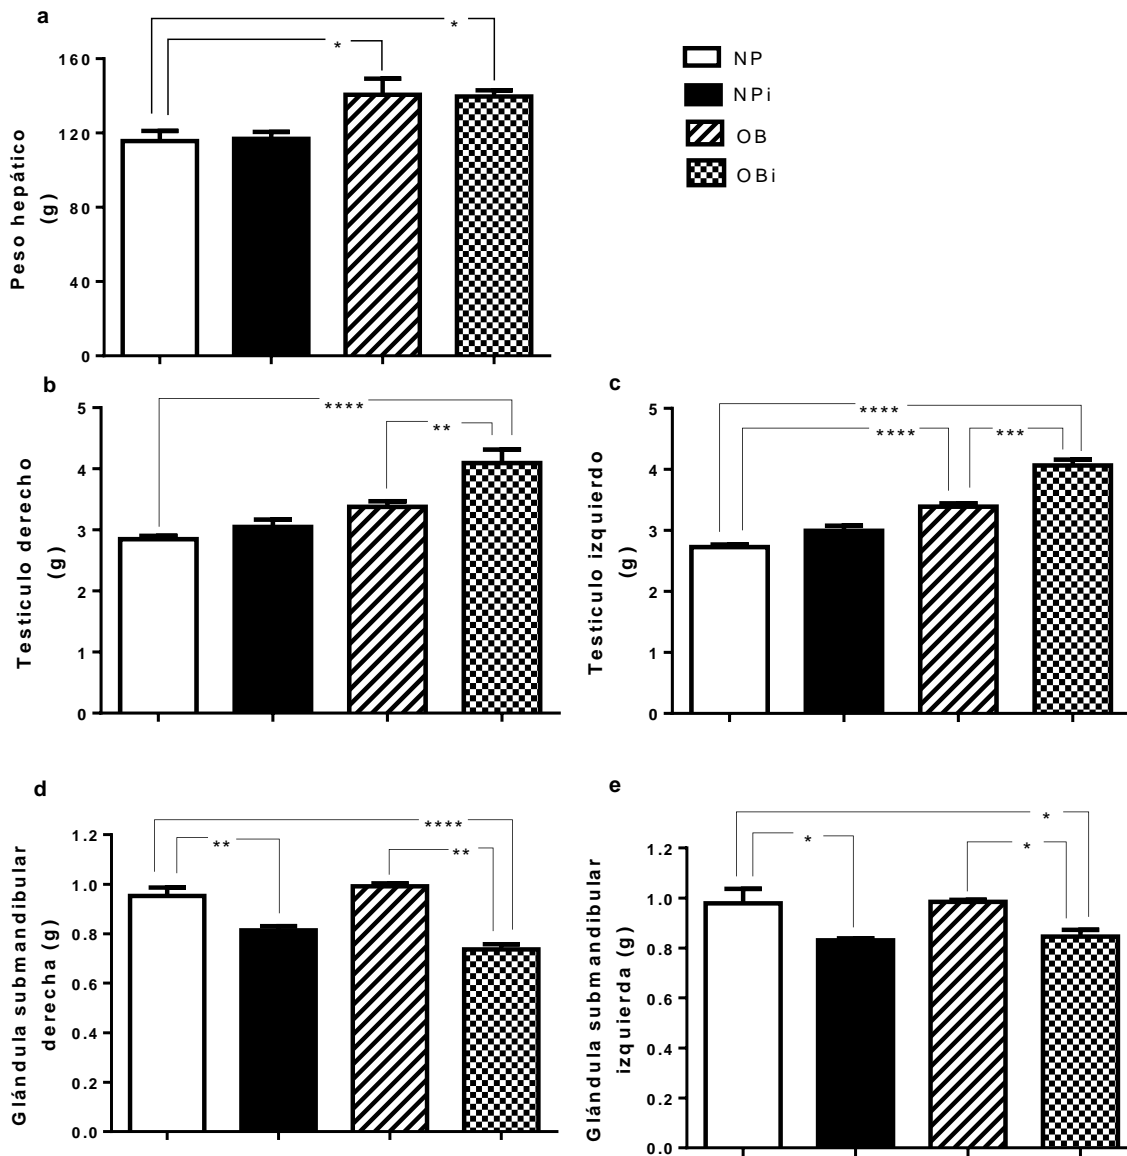 a
*
*
160
120
80
40
0
Peso hepático
(g)
NP
NPi
OB
OBi
b
****
**
5
4
3
2
1
0
Testiculo derecho
(g)
c
****
****
***
5
4
3
2
1
0
Testiculo izquierdo
(g)
d
****
**
**
1.2
1.0
0.8
0.6
0.4
0.2
0.0
Glándula submandibular
derecha (g)
e
*
*
*
1.2
1.0
0.8
0.6
0.4
0.2
0.0
Glándula submandibular
izquierda (g)